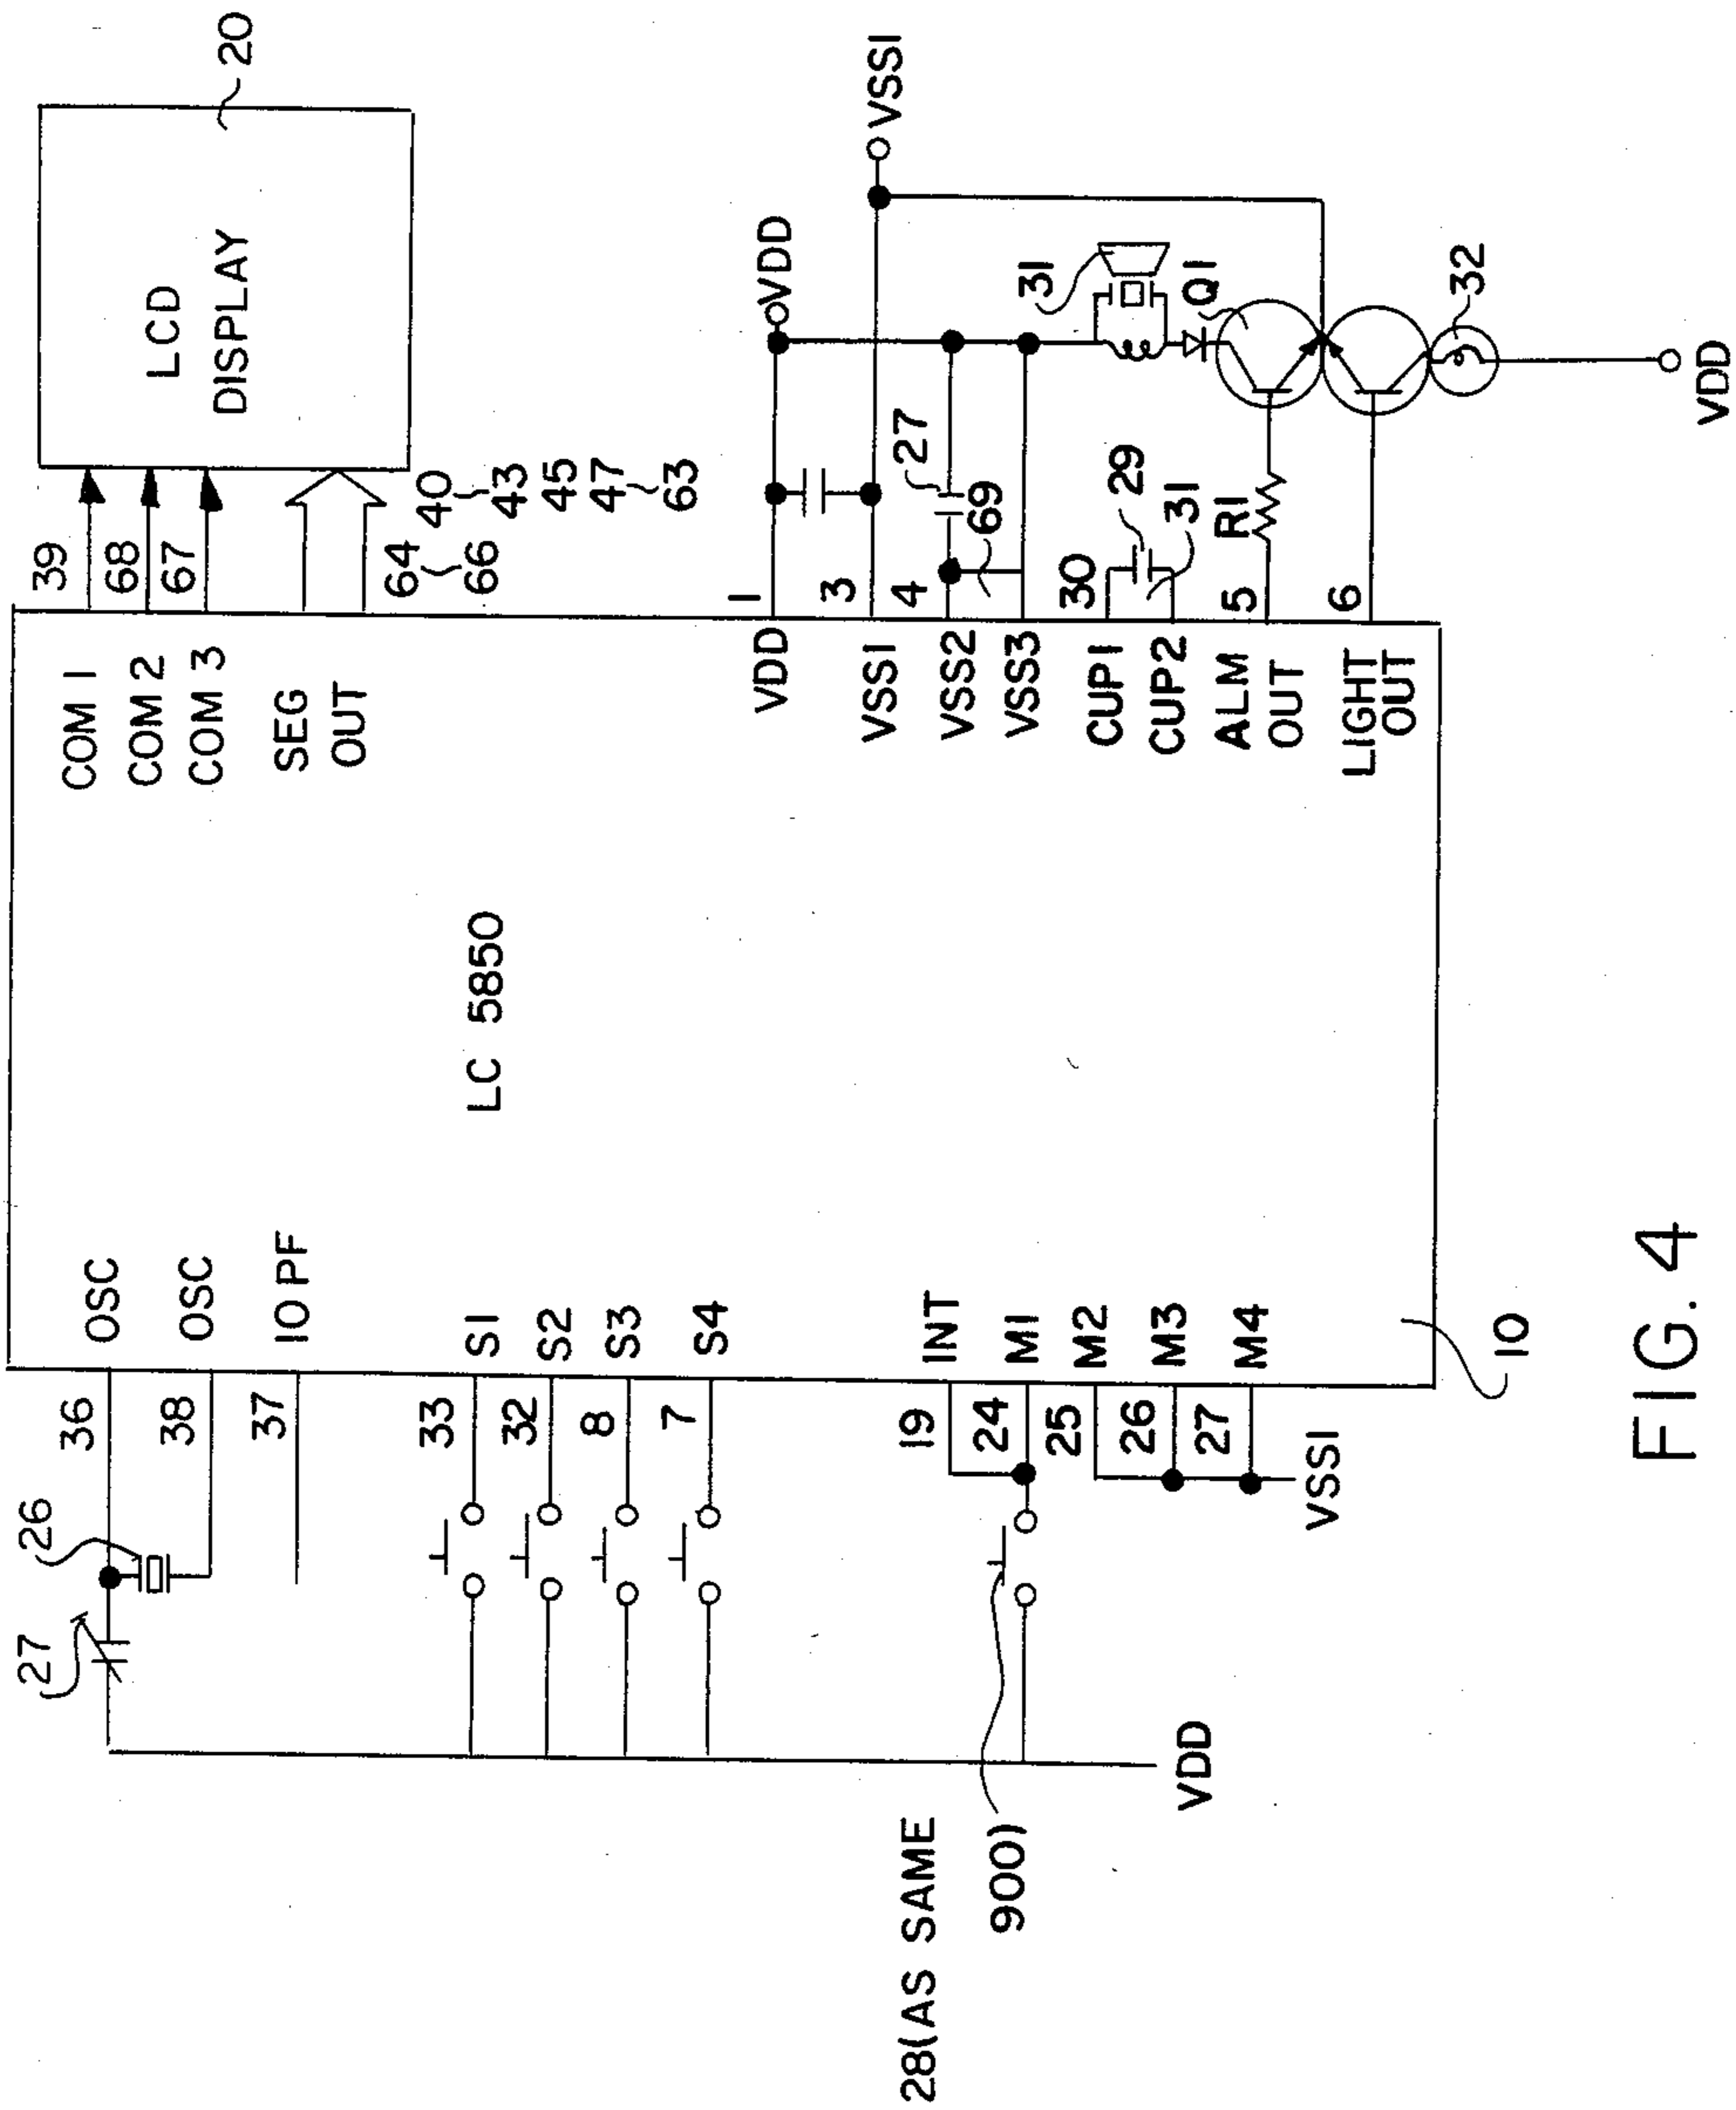 27
26
36
OSC
38
OSC
37
10 PF
33
S1
32
S2
8
S3
7
S4
28(AS SAME
900)
19
INT
24
M1
25
M2
26
M3
27
M4
VSS1
VDD
LC 5850
10
COM 1
39
COM 2
68
COM 3
67
SEG
OUT
LCD
DISPLAY
20
64
66
40
43
45
47
63
VDD
1
VDD
VSS1
3
VSS1
VSS2
4
27
VSS3
69
CUP1
30
29
CUP2
31
31
ALM
OUT
5
R1
Q1
LIGHT
OUT
6
32
VDD
FIG. 4